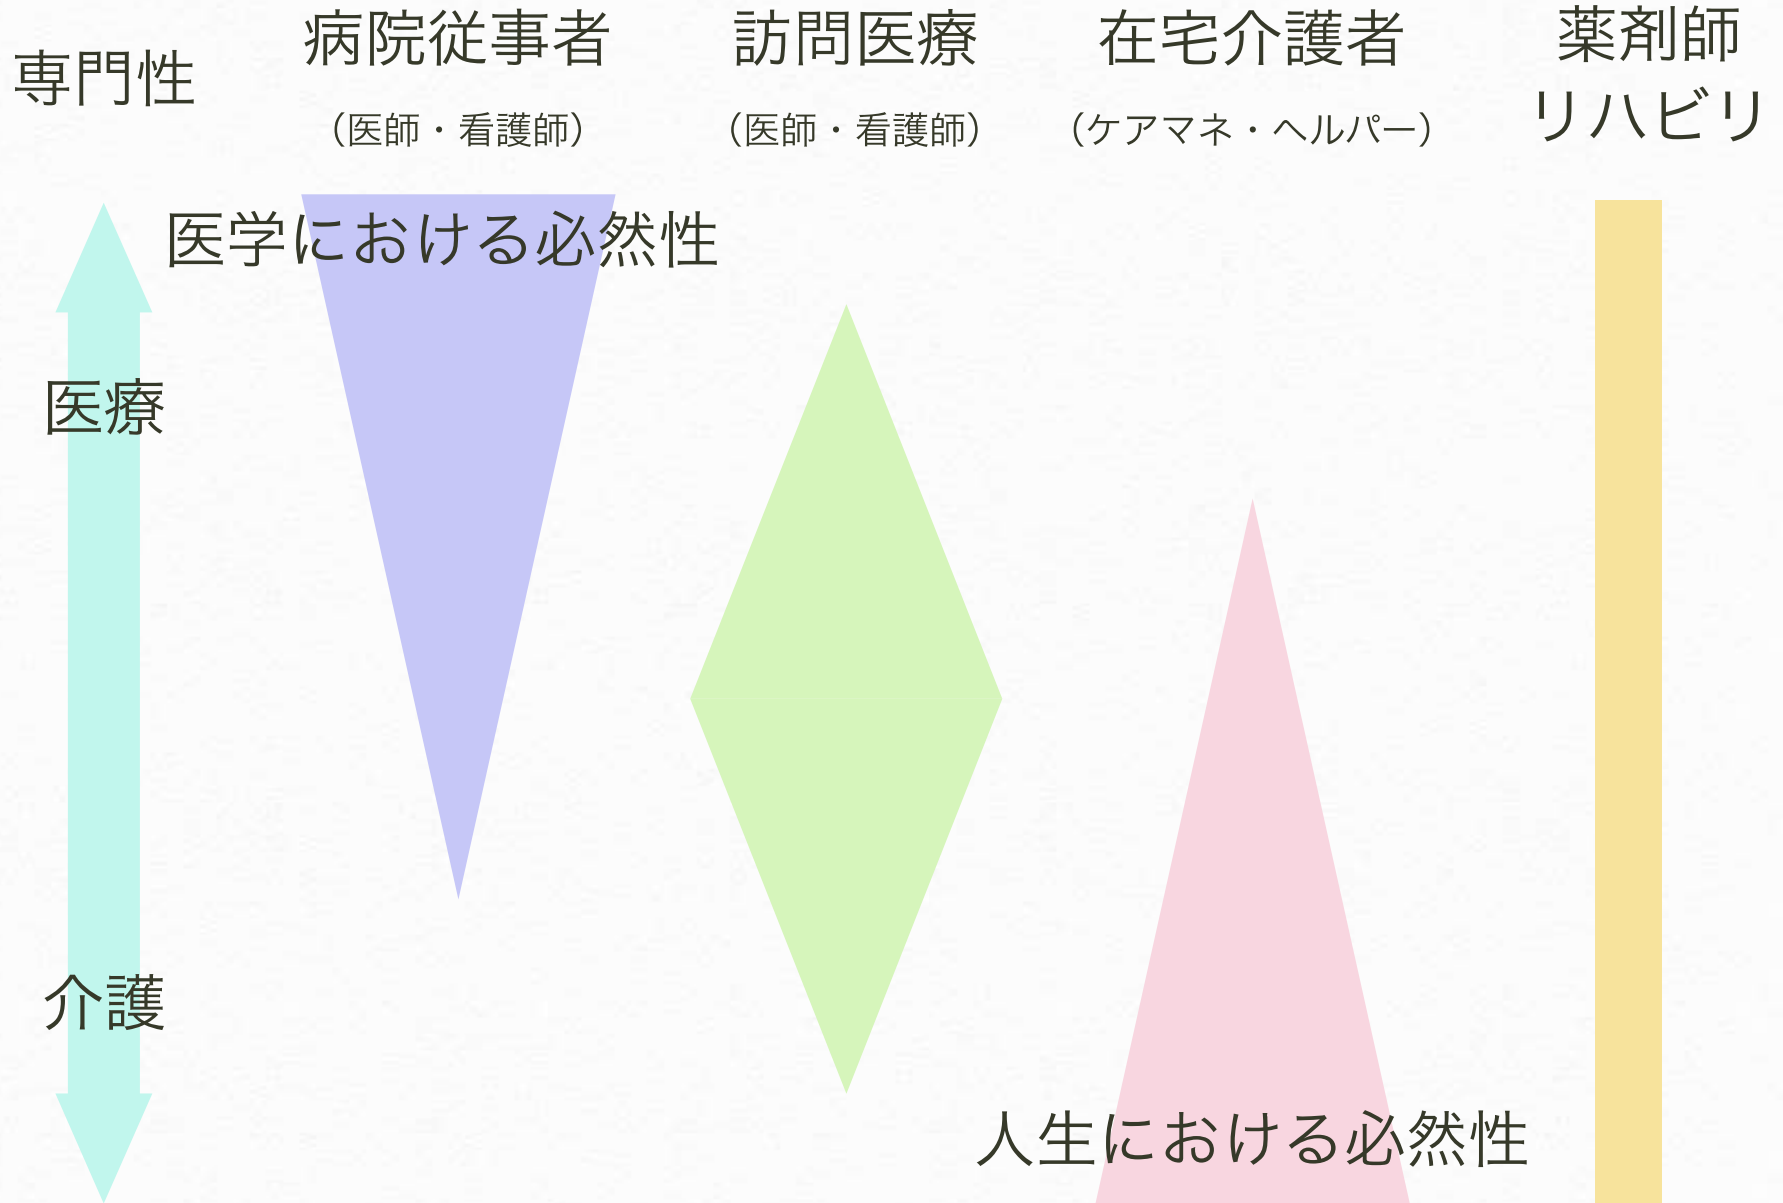 専門性
病院従事者
（医師・看護師）
訪問医療
（医師・看護師）
在宅介護者
（ケアマネ・ヘルパー）
薬剤師
リハビリ
医学における必然性
医療
介護
人生における必然性